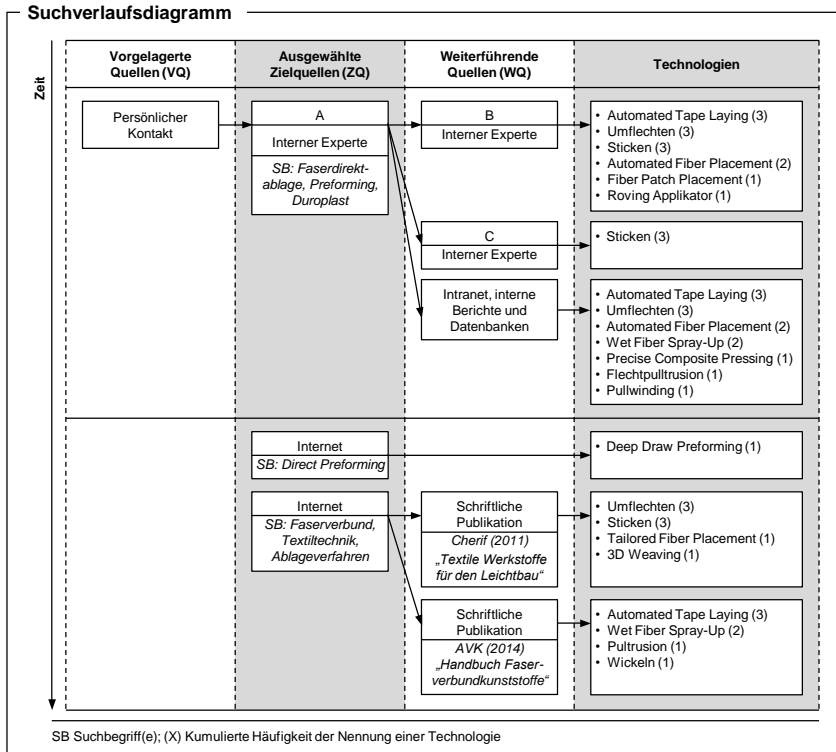 Suchverlaufsdiagramm
Zeit
Vorgelagerte
Quellen (VQ)
Ausgewählte
Zielquellen (ZQ)
Weiterführende
Quellen (WQ)
Technologien
Persönlicher
Kontakt
A
Interner Experte
SB: Faserdirekt-
ablage, Preforming,
Duroplast
B
Interner Experte
• Automated Tape Laying (3)
• Umflechten (3)
• Sticken (3)
• Automated Fiber Placement (2)
• Fiber Patch Placement (1)
• Roving Applikator (1)
C
Interner Experte
• Sticken (3)
Intranet, interne
Berichte und
Datenbanken
• Automated Tape Laying (3)
• Umflechten (3)
• Automated Fiber Placement (2)
• Wet Fiber Spray-Up (2)
• Precise Composite Pressing (1)
• Flechtpulltrusion (1)
• Pullwinding (1)
Internet
SB: Direct Preforming
• Deep Draw Preforming (1)
Internet
SB: Faserverbund,
Textiltechnik,
Ablageverfahren
Schriftliche
Publikation
Cherif (2011)
„Textile Werkstoffe
für den Leichtbau“
• Umflechten (3)
• Sticken (3)
• Tailored Fiber Placement (1)
• 3D Weaving (1)
Schriftliche
Publikation
AVK (2014)
„Handbuch Faser-
verbundkunststoffe“
• Automated Tape Laying (3)
• Wet Fiber Spray-Up (2)
• Pultrusion (1)
• Wickeln (1)
SB Suchbegriff(e); (X) Kumulierte Häufigkeit der Nennung einer Technologie